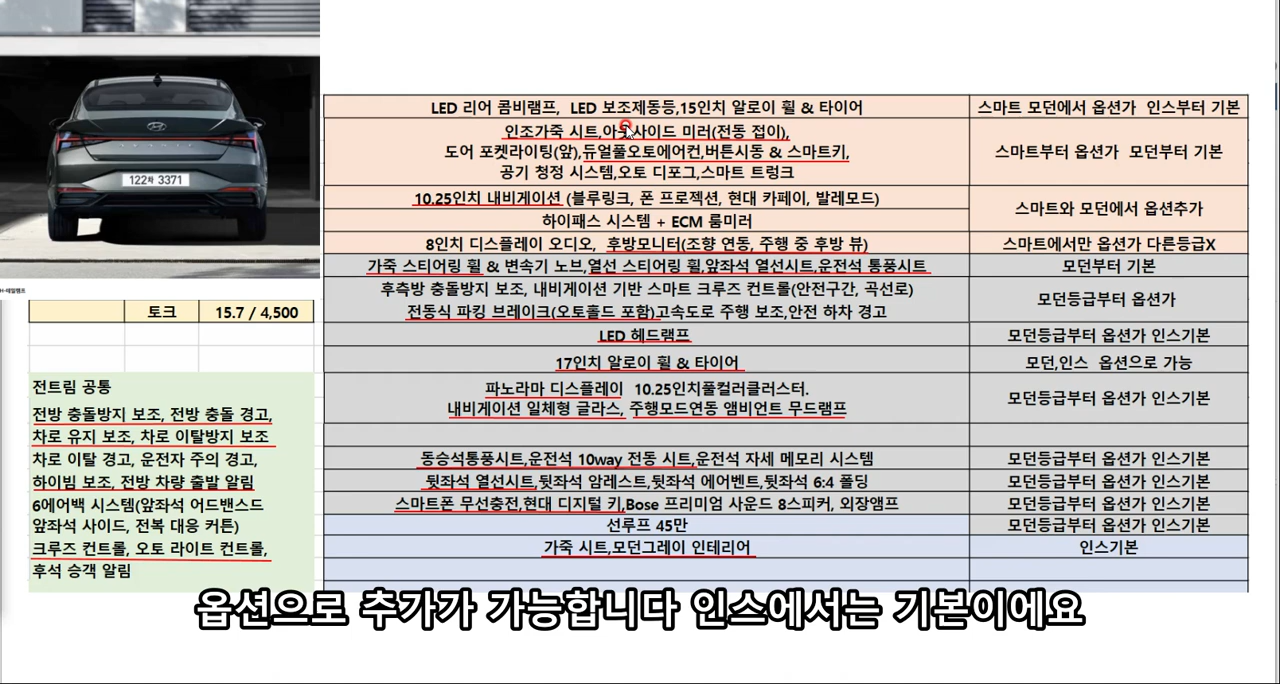 122차 3371
H-테일램프
토크
15.7 / 4,500
전트림 공통
전방 충돌방지 보조, 전방 충돌 경고,
차로 유지 보조, 차로 이탈방지 보조
차로 이탈 경고, 운전자 주의 경고,
하이빔 보조, 전방 차량 출발 알림
6에어백 시스템(앞좌석 어드밴스드
앞좌석 사이드, 전복 대응 커튼)
크루즈 컨트롤, 오토 라이트 컨트롤,
후석 승객 알림
LED 리어 콤비램프, LED 보조제동등,15인치 알로이 휠 & 타이어
스마트 모던에서 옵션가 인스부터 기본
인조가죽 시트,아웃사이드 미러(전동 접이),
도어 포켓라이팅(앞),듀얼풀오토에어컨,버튼시동 & 스마트키,
공기 청정 시스템,오토 디포그,스마트 트렁크
스마트부터 옵션가 모던부터 기본
10.25인치 내비게이션 (블루링크, 폰 프로젝션, 현대 카페이, 발레모드)
하이패스 시스템 + ECM 룸미러
스마트와 모던에서 옵션추가
8인치 디스플레이 오디오, 후방모니터(조향 연동, 주행 중 후방 뷰)
스마트에서만 옵션가 다른등급X
가죽 스티어링 휠 & 변속기 노브,열선 스티어링 휠,앞좌석 열선시트,운전석 통풍시트
모던부터 기본
후측방 충돌방지 보조, 내비게이션 기반 스마트 크루즈 컨트롤(안전구간, 곡선로)
전동식 파킹 브레이크(오토홀드 포함)고속도로 주행 보조,안전 하차 경고
모던등급부터 옵션가
LED 헤드램프
모던등급부터 옵션가 인스기본
17인치 알로이 휠 & 타이어
모던,인스 옵션으로 가능
파노라마 디스플레이 10.25인치풀컬러클러스터.
내비게이션 일체형 글라스, 주행모드연동 앰비언트 무드램프
모던등급부터 옵션가 인스기본
동승석통풍시트,운전석 10way 전동 시트,운전석 자세 메모리 시스템
모던등급부터 옵션가 인스기본
뒷좌석 열선시트,뒷좌석 암레스트,뒷좌석 에어벤트,뒷좌석 6:4 폴딩
모던등급부터 옵션가 인스기본
스마트폰 무선충전,현대 디지털 키,Bose 프리미엄 사운드 8스피커, 외장앰프
모던등급부터 옵션가 인스기본
선루프 45만
모던등급부터 옵션가 인스기본
가죽 시트,모던그레이 인테리어
인스기본
옵션으로 추가가 가능합니다 인스에서는 기본이에요